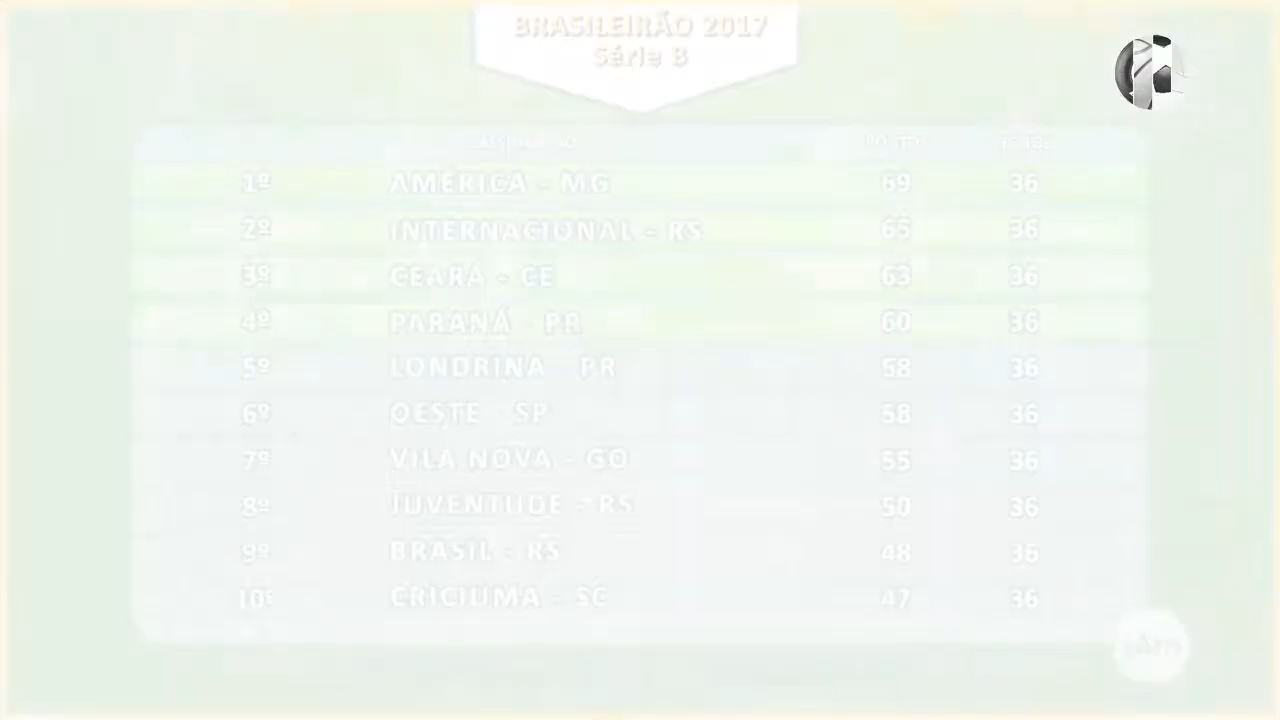 BRASILEIRÃO 2017
Série B
1º AMÉRICA - MG 69 36
2º INTERNACIONAL - RS 65 36
3º CEARÁ - CE 63 36
4º PARANÁ - PR 60 36
5º LONDRINA - PR 58 36
6º OESTE - SP 58 36
7º VILA NOVA - GO 55 36
8º JUVENTUDE - RS 50 36
9º BRASIL - RS 48 36
10º CRICIUMA - SC 47 36